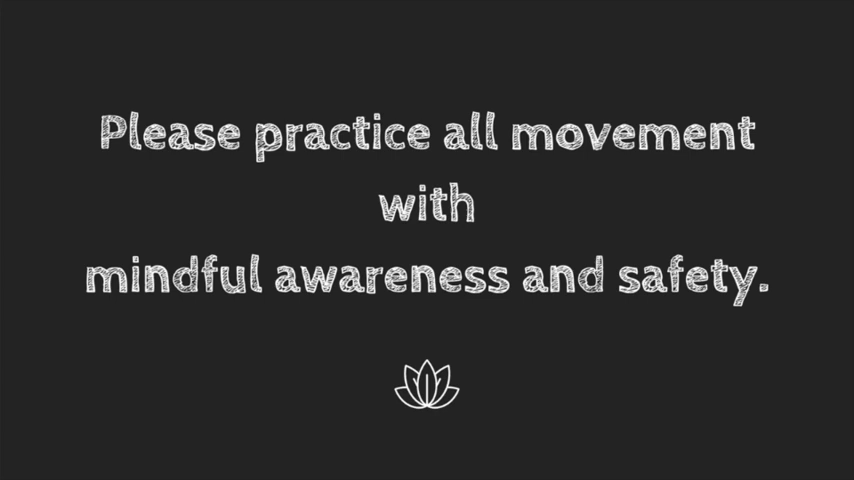 Please practice all movement
with
mindful awareness and safety.